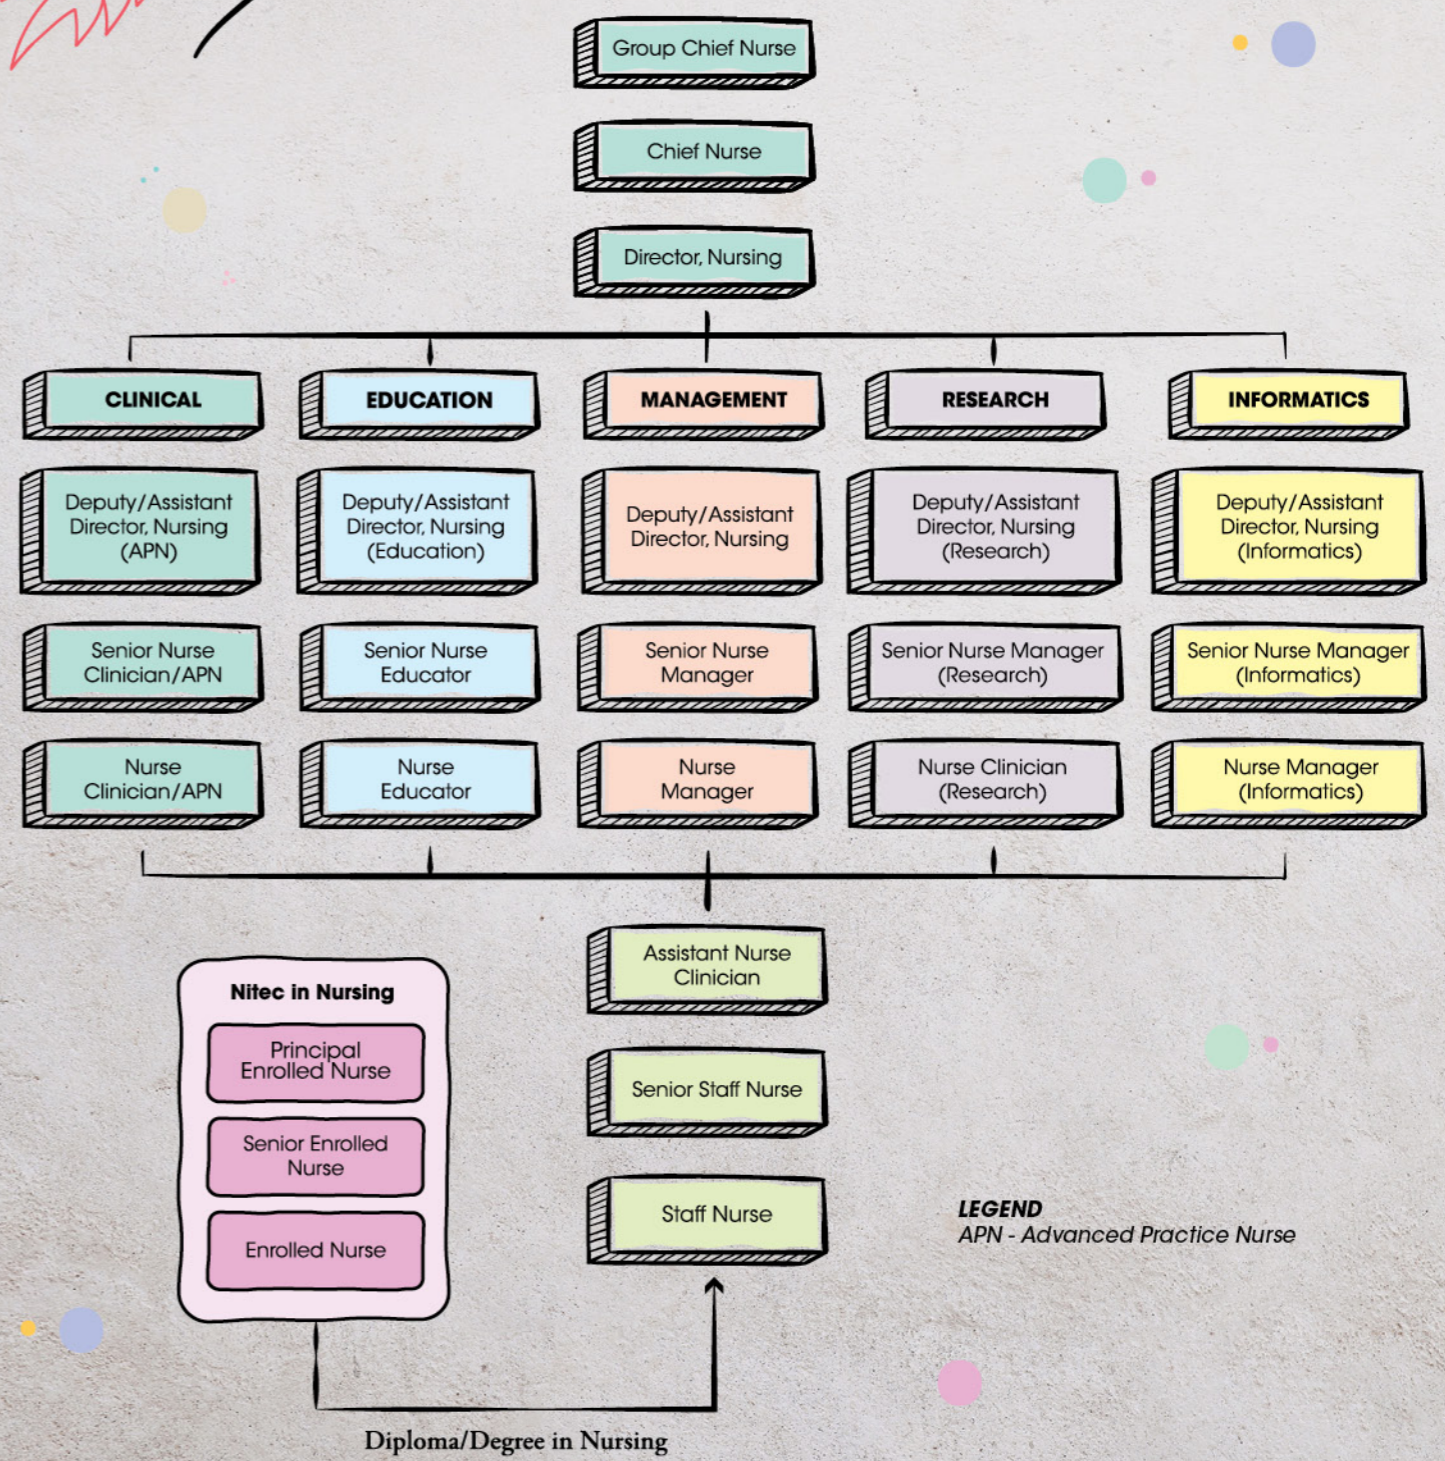 Group Chief Nurse
Chief Nurse
Director, Nursing
CLINICAL
EDUCATION
MANAGEMENT
RESEARCH
INFORMATICS
Deputy/Assistant
Director, Nursing
(APN)
Deputy/Assistant
Director, Nursing
(Education)
Deputy/Assistant
Director, Nursing
Deputy/Assistant
Director, Nursing
(Research)
Deputy/Assistant
Director, Nursing
(Informatics)
Senior Nurse
Clinician/APN
Senior Nurse
Educator
Senior Nurse
Manager
Senior Nurse Manager
(Research)
Senior Nurse Manager
(Informatics)
Nurse
Clinician/APN
Nurse
Educator
Nurse
Manager
Nurse Clinician
(Research)
Nurse Manager
(Informatics)
Assistant Nurse
Clinician
Senior Staff Nurse
Staff Nurse
Nitec in Nursing
Principal
Enrolled Nurse
Senior Enrolled
Nurse
Enrolled Nurse
LEGEND
APN - Advanced Practice Nurse
Diploma/Degree in Nursing